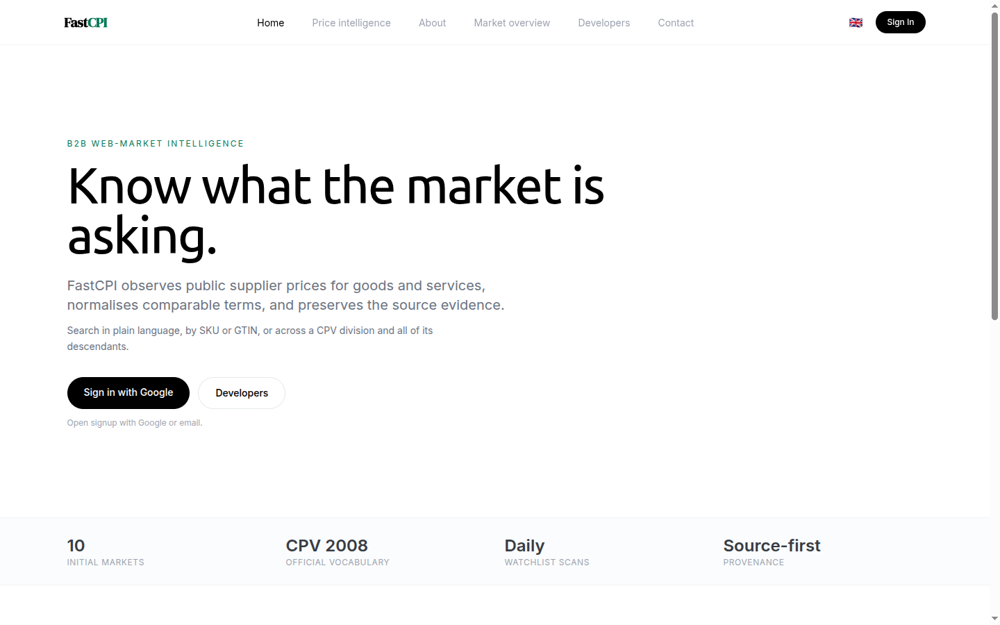 FastCPI
Home
Price intelligence
About
Market overview
Developers
Contact
Sign In
B2B WEB-MARKET INTELLIGENCE
Know what the market is
asking.
FastCPI observes public supplier prices for goods and services,
normalises comparable terms, and preserves the source evidence.
Search in plain language, by SKU or GTIN, or across a CPV division and all of its
descendants.
Sign in with Google
Developers
Open signup with Google or email.
10
INITIAL MARKETS
CPV 2008
OFFICIAL VOCABULARY
Daily
WATCHLIST SCANS
Source-first
PROVENANCE